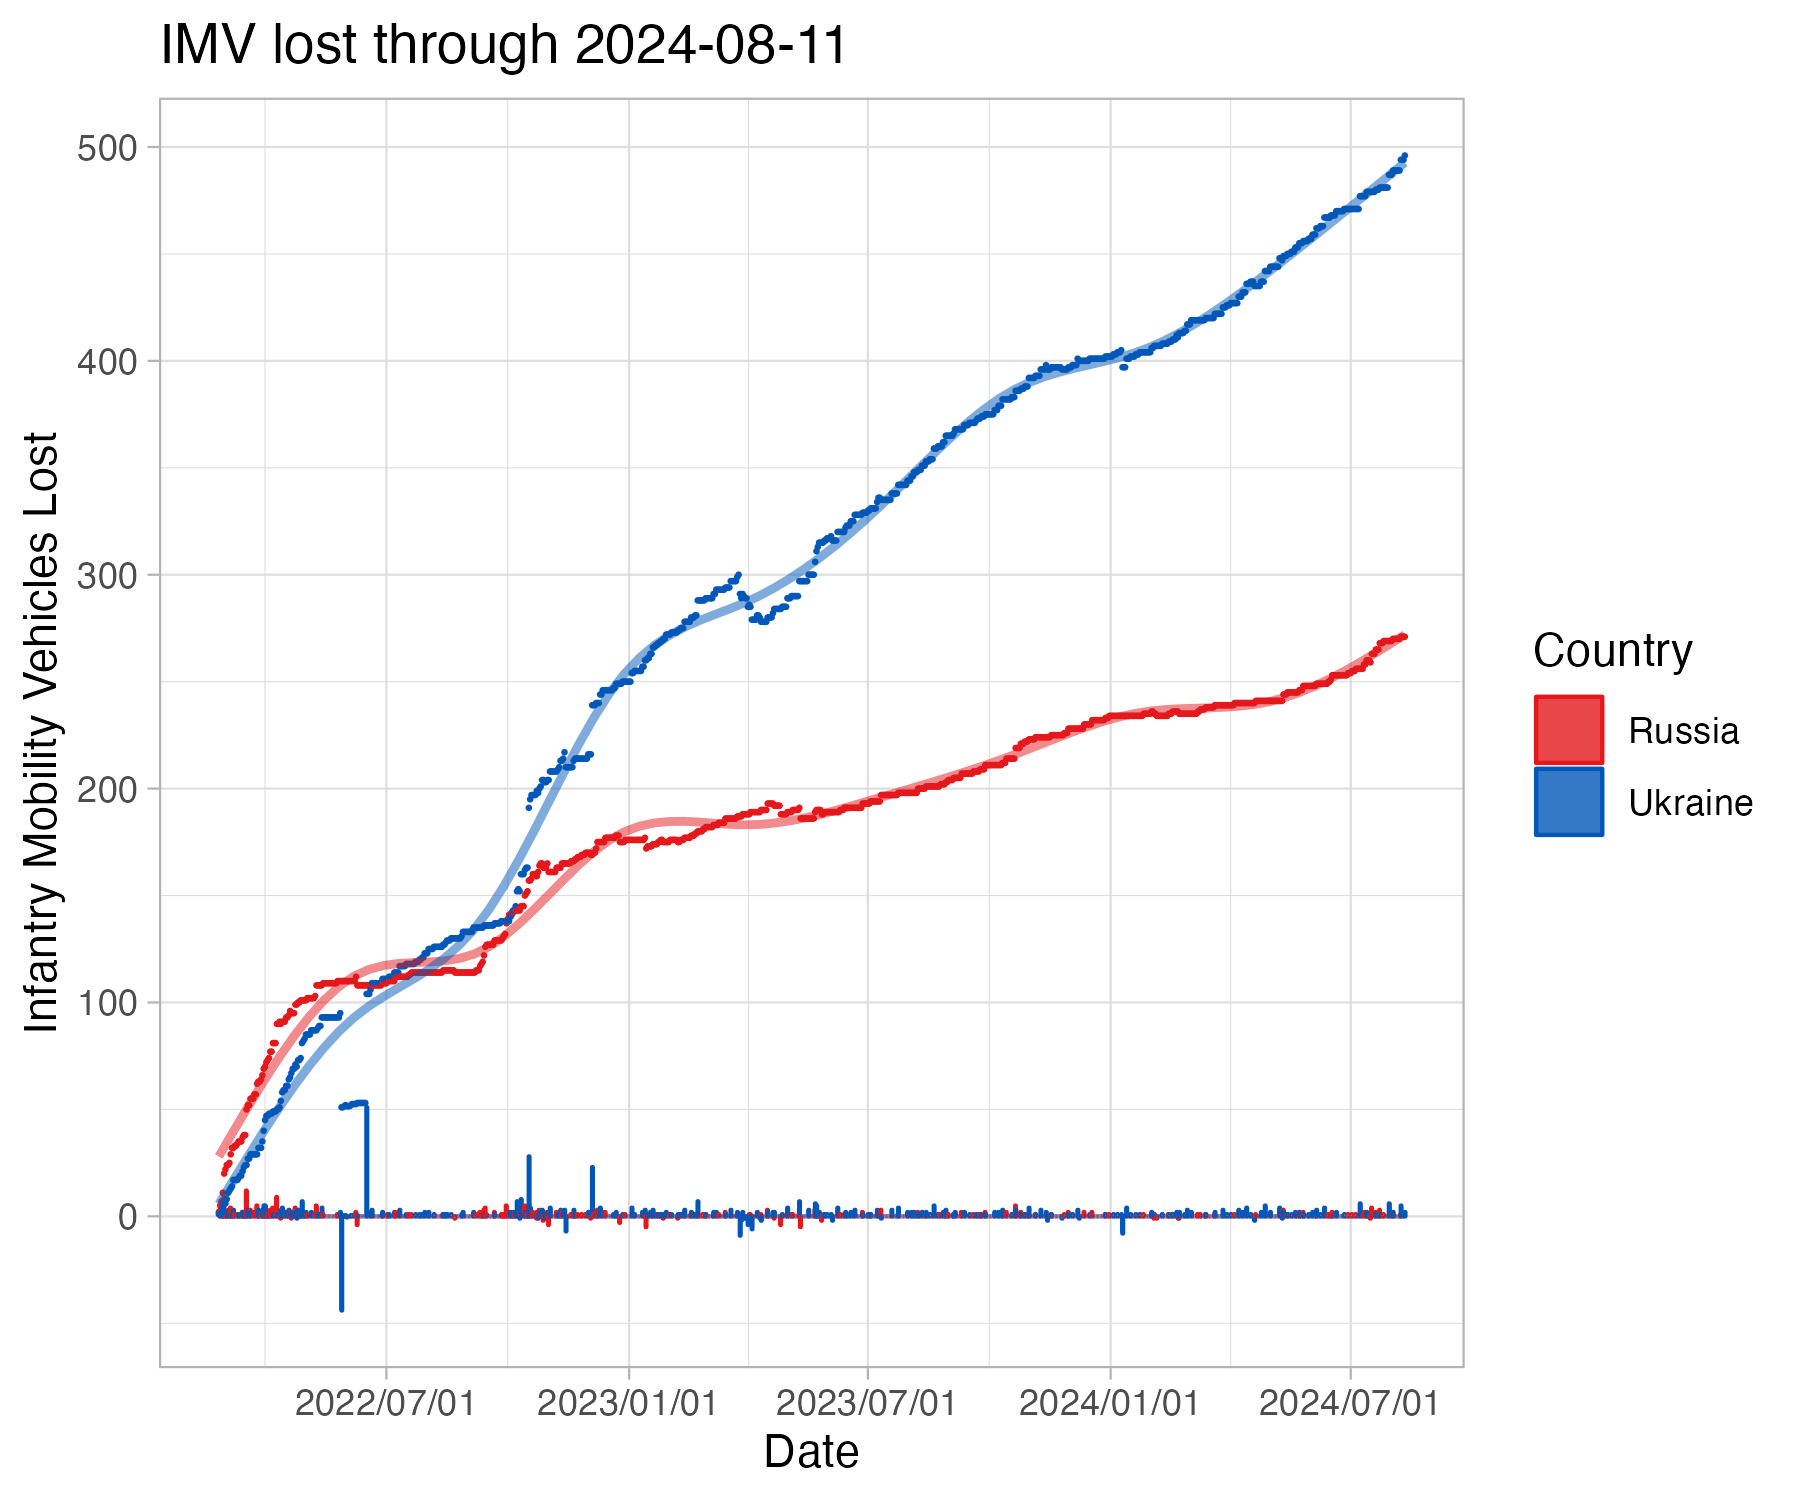 IMV lost through 2024-08-11
Infantry Mobility Vehicles Lost
500
400
300
200
100
0
2022/07/01
2023/01/01
2023/07/01
2024/01/01
2024/07/01
Date
Country
Russia
Ukraine